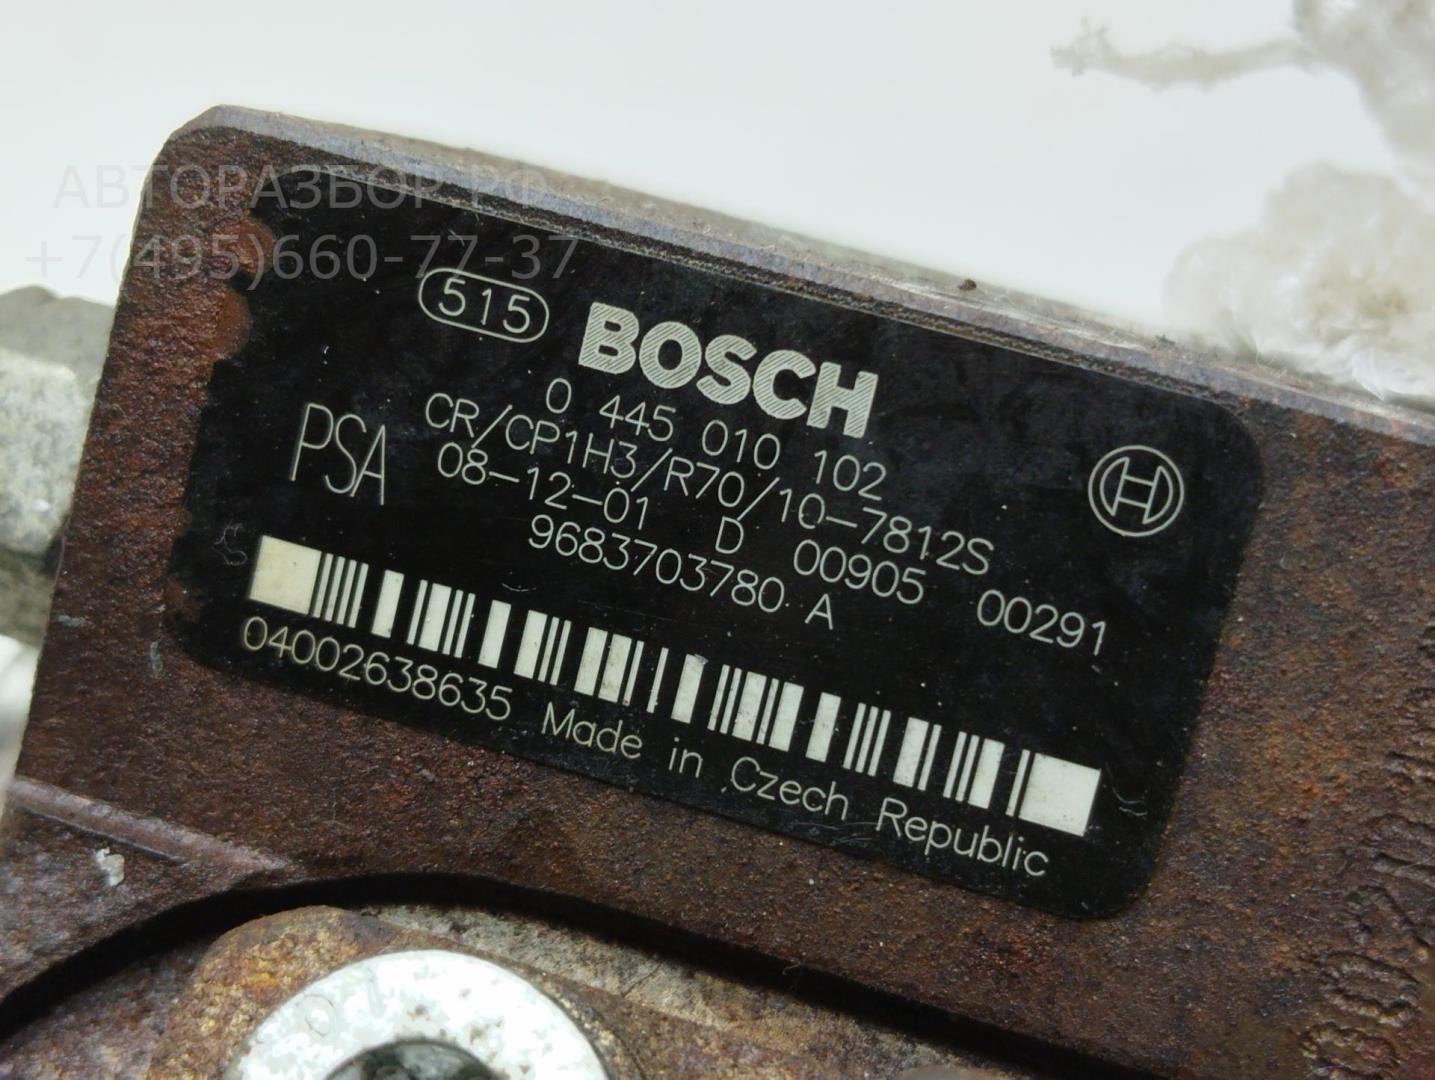 АВТОРАЗБОР.РФ
+7(495)660-77-37
515 BOSCH
0 445 010 102
PSA CR/CP1H3/R70/10-7812S
08-12-01 D 00905 00291
9683703780 A
04002638635 Made in Czech Republic